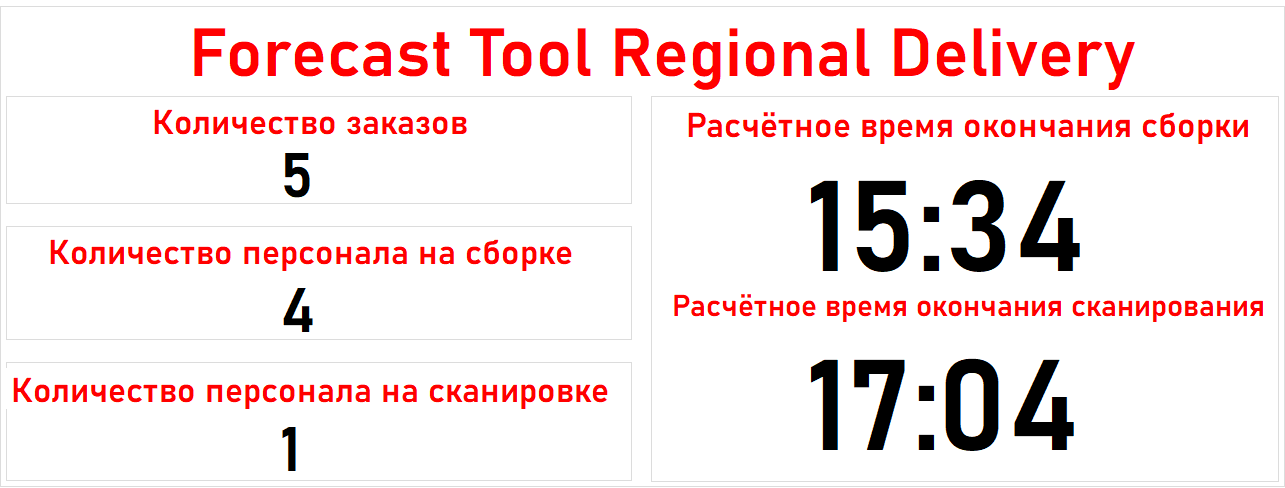 Forecast Tool Regional Delivery
Количество заказов
5
Количество персонала на сборке
4
Количество персонала на сканировке
1
Расчётное время окончания сборки
15:34
Расчётное время окончания сканирования
17:04